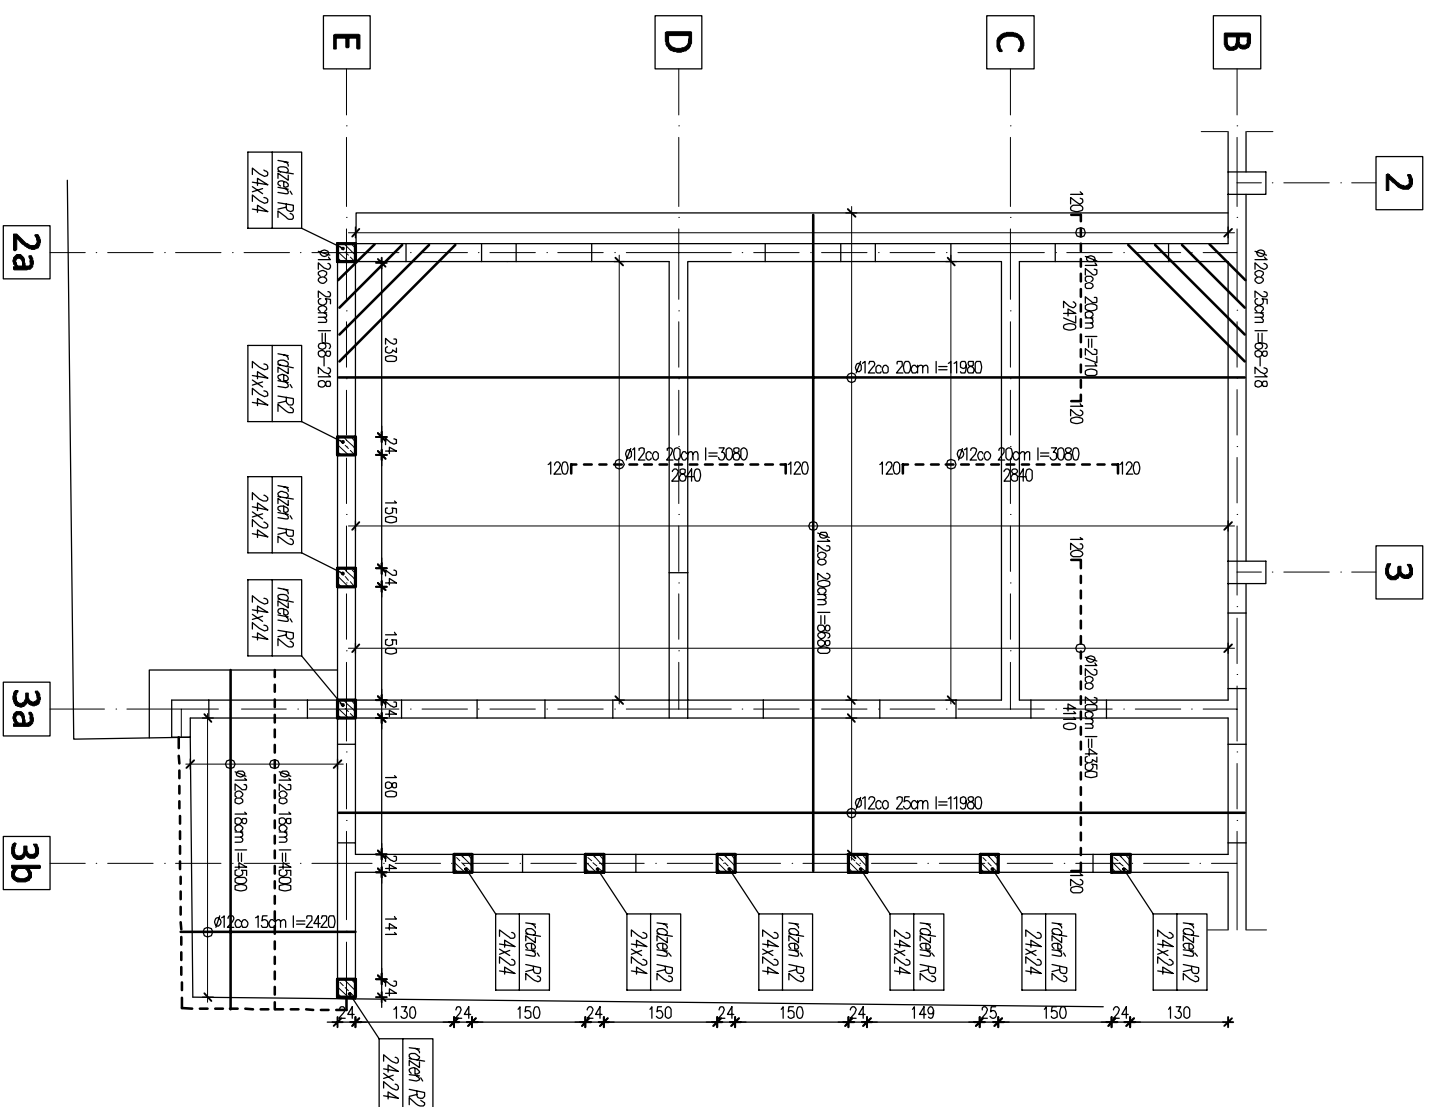 E
D
C
B
2
3
2a
3a
3b
rdzeń R2
24x24
rdzeń R2
24x24
rdzeń R2
24x24
rdzeń R2
24x24
ø12co 25cm l=68-218
ø12co 25cm l=68-218
120
ø12co 20cm l=2710
2470
120
230
ø12co 20cm l=11980
24
120
ø12co 20cm l=3080
2840
120
120
ø12co 20cm l=3080
2840
120
150
ø12co 20cm l=8680
24
150
120
ø12co 20cm l=4350
4110
120
24
180
ø12co 18cm l=4500
ø12co 18cm l=4500
ø12co 25cm l=11980
24
ø12co 15cm l=2420
141
24
rdzeń R2
24x24
rdzeń R2
24x24
rdzeń R2
24x24
rdzeń R2
24x24
rdzeń R2
24x24
rdzeń R2
24x24
24 130 24 150 24 150 24 150 24 149 25 150 24 130
rdzeń R2
24x24